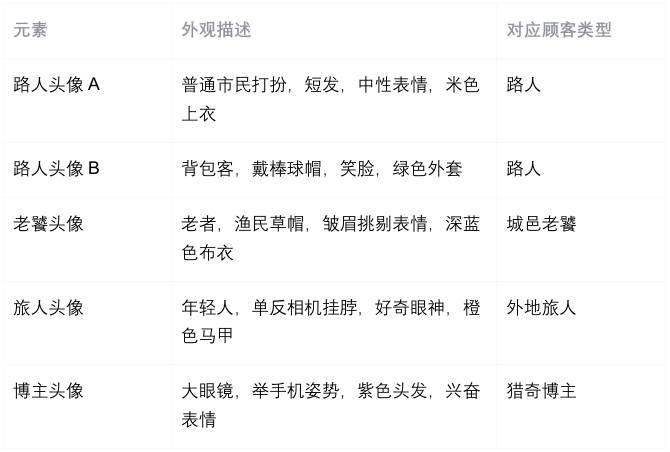 元素 外观描述 对应顾客类型
路人头像 A 普通市民打扮，短发，中性表情，米色 路人
上衣
路人头像 B 背包客，戴棒球帽，笑脸，绿色外套 路人
老饕头像 老者，渔民草帽，皱眉挑剔表情，深蓝 城邑老饕
色布衣
旅人头像 年轻人，单反相机挂脖，好奇眼神，橙 外地旅人
色马甲
博主头像 大眼镜，举手机姿势，紫色头发，兴奋 猎奇博主
表情